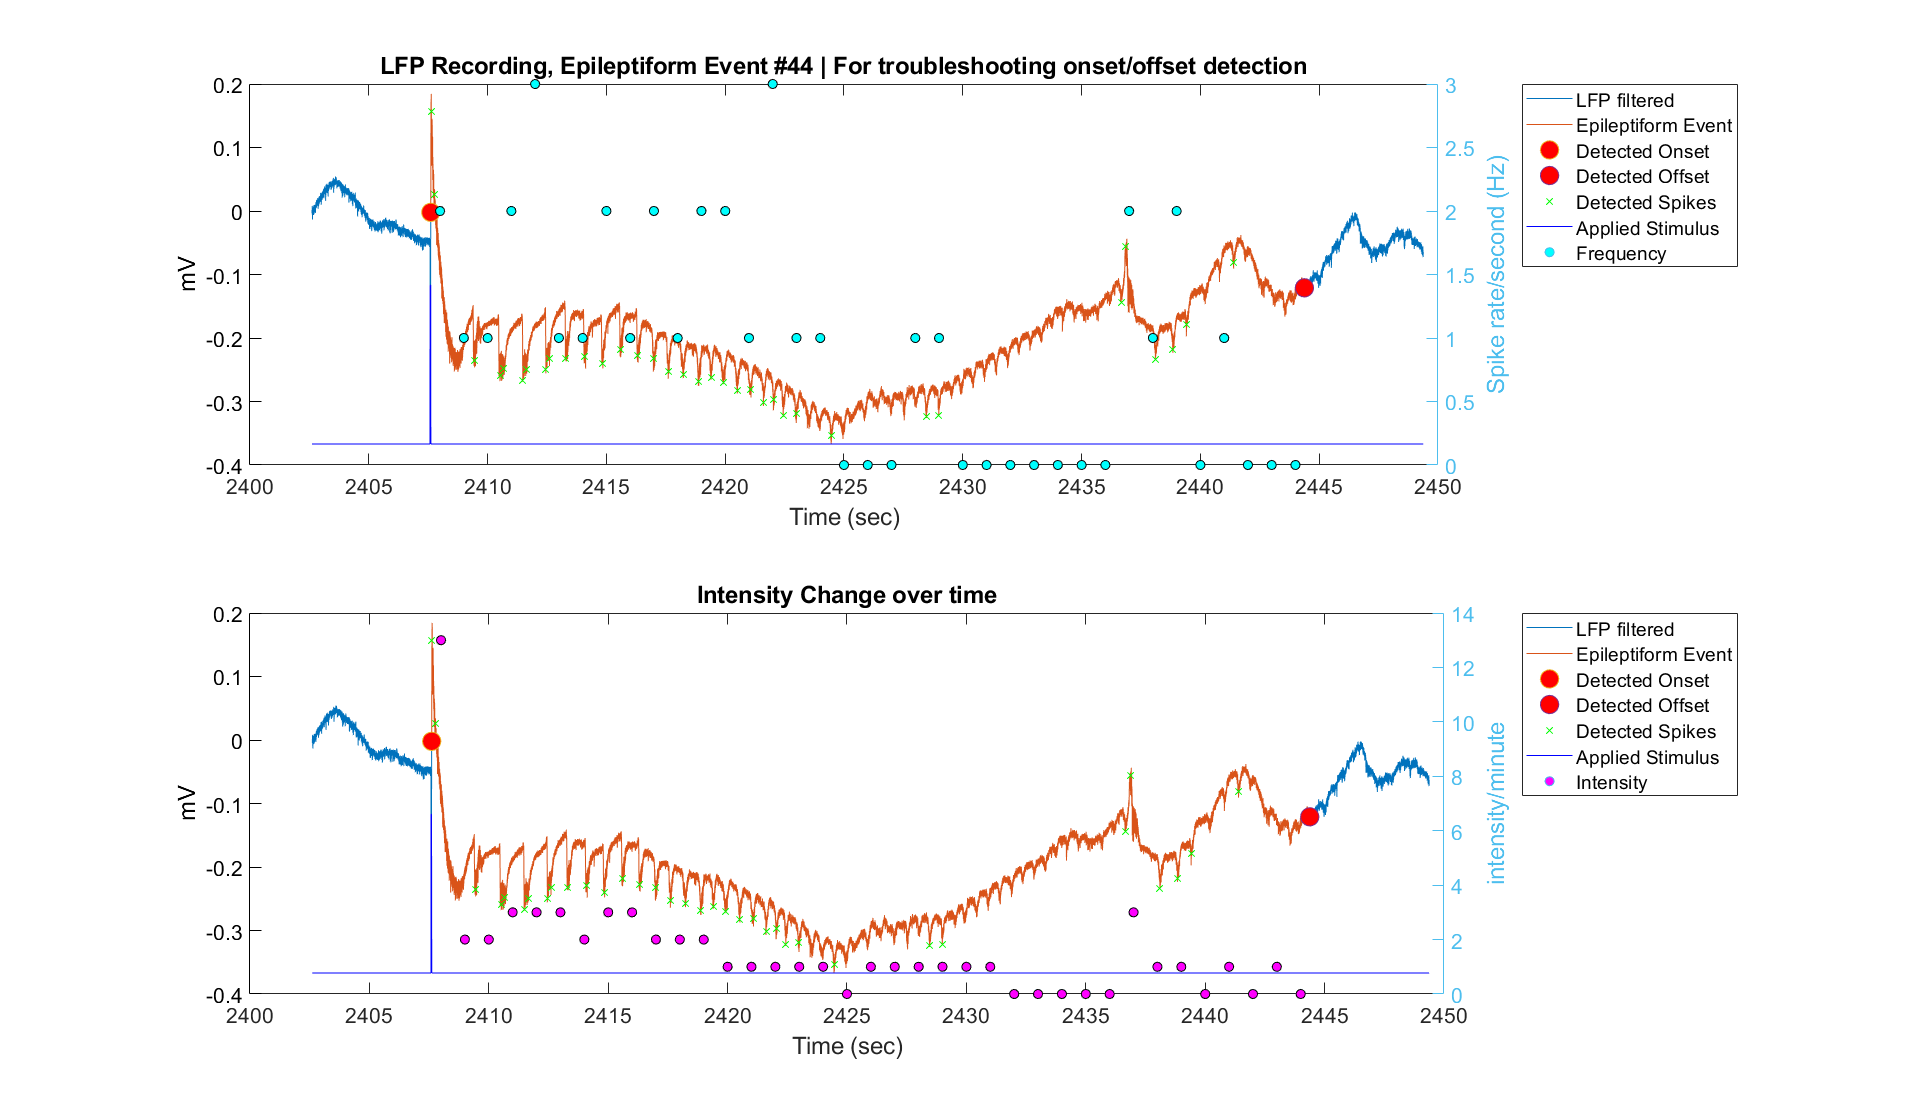 LFP Recording, Epileptiform Event #44 | For troubleshooting onset/offset detection
0.2
0.1
0
-0.1
-0.2
-0.3
-0.4
mV
2400 2405 2410 2415 2420 2425 2430 2435 2440 2445 2450
Time (sec)
3
2.5
2
1.5
1
0.5
0
Spike rate/second (Hz)
LFP filtered
Epileptiform Event
Detected Onset
Detected Offset
Detected Spikes
Applied Stimulus
Frequency
Intensity Change over time
0.2
0.1
0
-0.1
-0.2
-0.3
-0.4
mV
2400 2405 2410 2415 2420 2425 2430 2435 2440 2445 2450
Time (sec)
14
12
10
8
6
4
2
0
intensity/minute
LFP filtered
Epileptiform Event
Detected Onset
Detected Offset
Detected Spikes
Applied Stimulus
Intensity